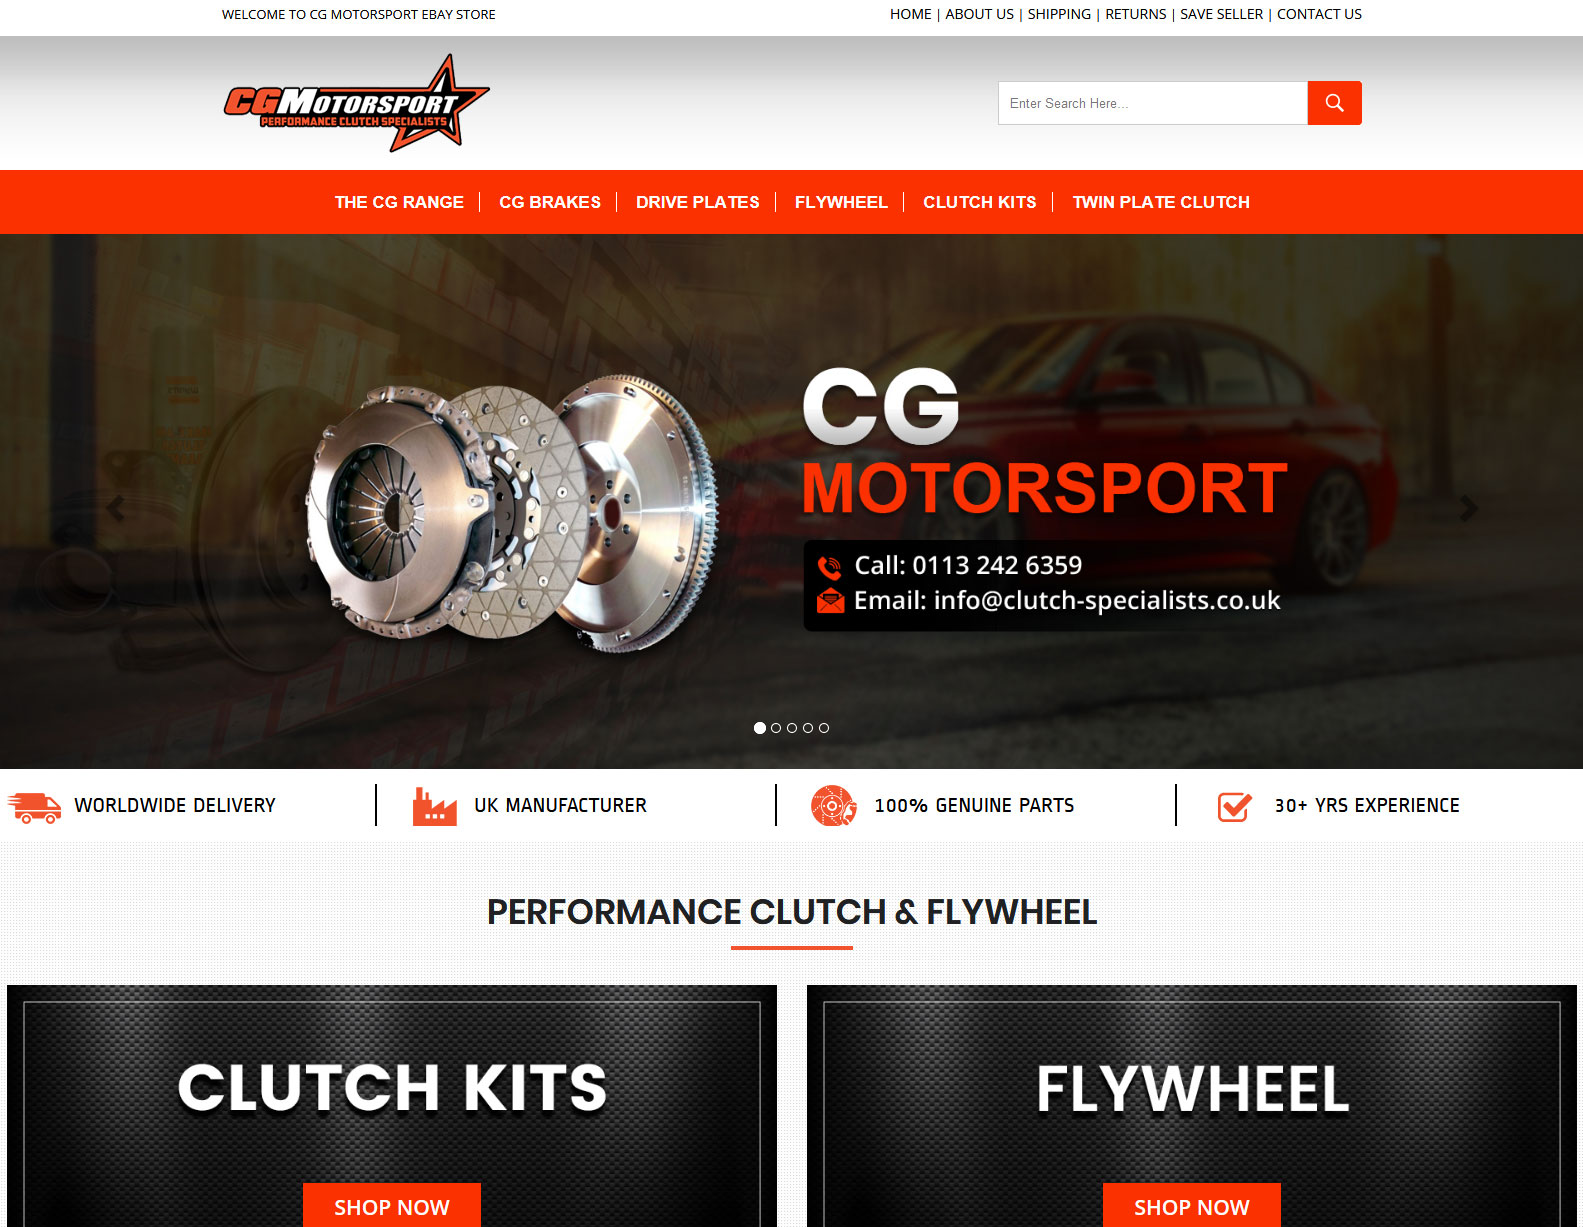 WELCOME TO CG MOTORSPORT EBAY STORE
HOME | ABOUT US | SHIPPING | RETURNS | SAVE SELLER | CONTACT US
CGMOTORSPORT
PERFORMANCE CLUTCH SPECIALISTS
Enter Search Here...
THE CG RANGE
CG BRAKES
DRIVE PLATES
FLYWHEEL
CLUTCH KITS
TWIN PLATE CLUTCH
CG
MOTORSPORT
Call: 0113 242 6359
Email: info@clutch-specialists.co.uk
WORLDWIDE DELIVERY
UK MANUFACTURER
100% GENUINE PARTS
30+ YRS EXPERIENCE
PERFORMANCE CLUTCH & FLYWHEEL
CLUTCH KITS
SHOP NOW
FLYWHEEL
SHOP NOW